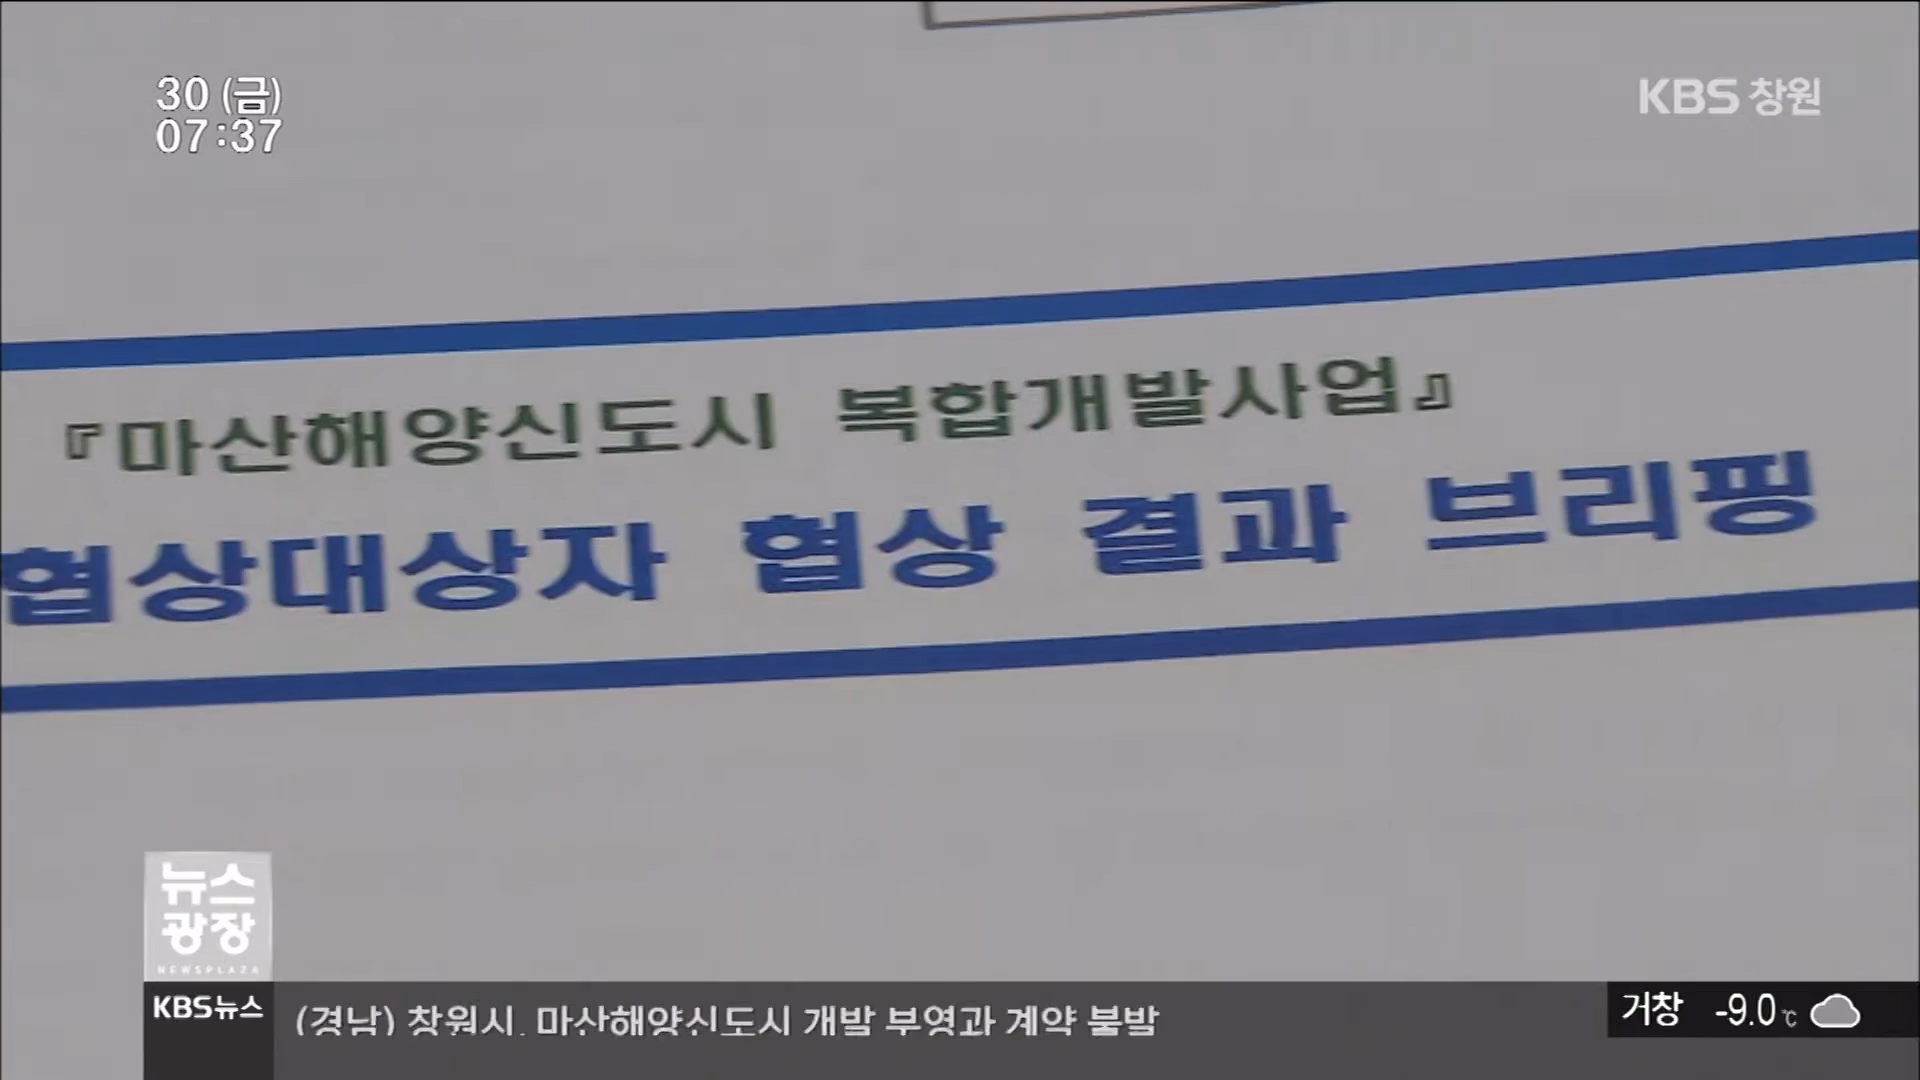 30 (금)
07:37
KBS 창원
『마산해양신도시 복합개발사업』
협상대상자 협상 결과 브리핑
뉴스
광장
NEWSPLAZA
KBS뉴스
(경남) 창원시, 마산해양신도시 개발 부영과 계약 불발
거창 -9.0℃